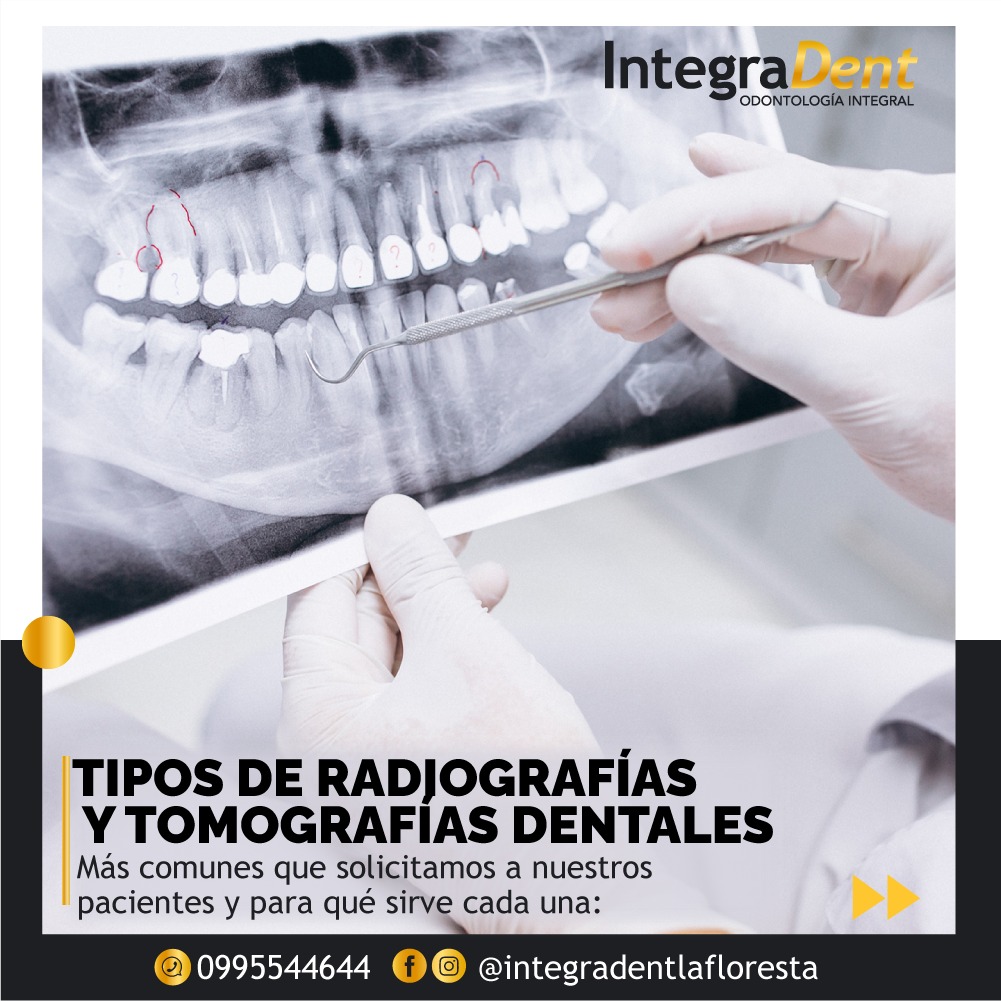 IntegraDent
ODONTOLOGÍA INTEGRAL
? ? ? ?
TIPOS DE RADIOGRAFÍAS
Y TOMOGRAFÍAS DENTALES
Más comunes que solicitamos a nuestros
pacientes y para qué sirve cada una:
0995544644 @integradentlafloresta